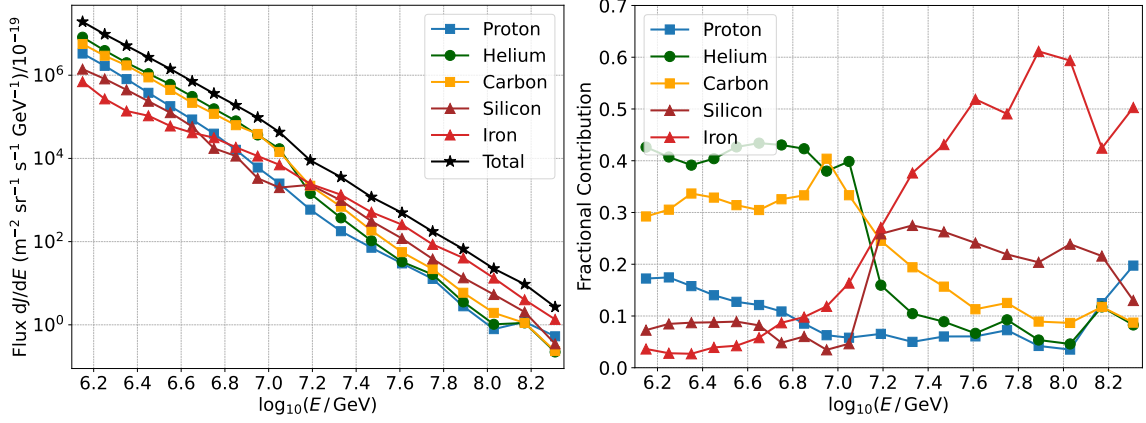 Flux dJ/dE (m⁻² sr⁻¹ s⁻¹ GeV⁻¹)/10⁻¹⁹
10⁶
10⁴
10²
10⁰
Proton
Helium
Carbon
Silicon
Iron
Total
6.2 6.4 6.6 6.8 7.0 7.2 7.4 7.6 7.8 8.0 8.2
log₁₀(E / GeV)
Fractional Contribution
0.7
0.6
0.5
0.4
0.3
0.2
0.1
0.0
Proton
Helium
Carbon
Silicon
Iron
6.2 6.4 6.6 6.8 7.0 7.2 7.4 7.6 7.8 8.0 8.2
log₁₀(E / GeV)